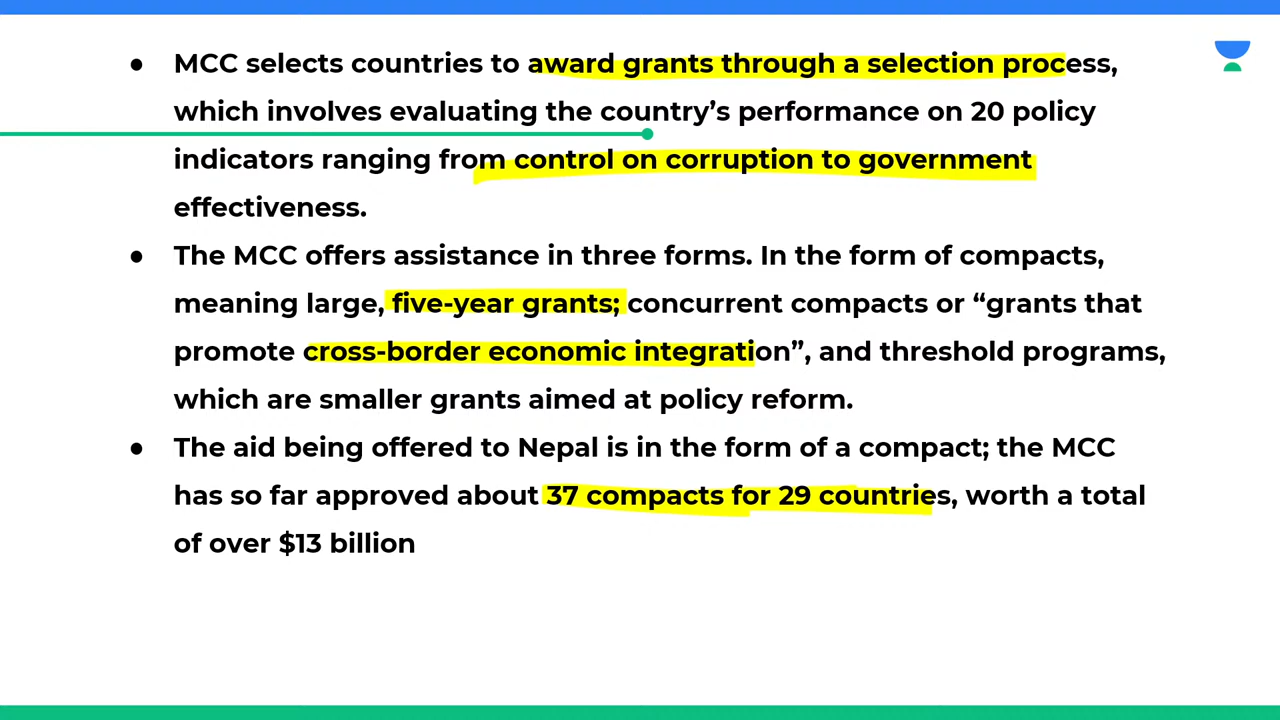 ● MCC selects countries to award grants through a selection process,
which involves evaluating the country’s performance on 20 policy
indicators ranging from control on corruption to government
effectiveness.
● The MCC offers assistance in three forms. In the form of compacts,
meaning large, five-year grants; concurrent compacts or “grants that
promote cross-border economic integration”, and threshold programs,
which are smaller grants aimed at policy reform.
● The aid being offered to Nepal is in the form of a compact; the MCC
has so far approved about 37 compacts for 29 countries, worth a total
of over $13 billion